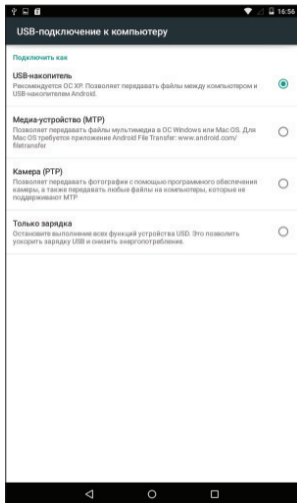 16:56
USB-подключение к компьютеру
Подключить как
USB-накопитель
Рекомендуется ОС XP. Позволяет передавать файлы между компьютером и
USB-накопителем Android.
Медиа-устройство (MTP)
Позволяет передавать файлы мультимедиа в ОС Windows или Mac OS. Для
Mac OS требуется приложение Android File Transfer: www.android.com/
filetransfer
Камера (PTP)
Позволяет передавать фотографии с помощью программного обеспечения
камеры, а также передавать любые файлы на компьютеры, которые не
поддерживают MTP
Только зарядка
Остановите выполнение всех функций устройства USD. Это позволить
ускорить зарядку USB и снизить энергопотребление.